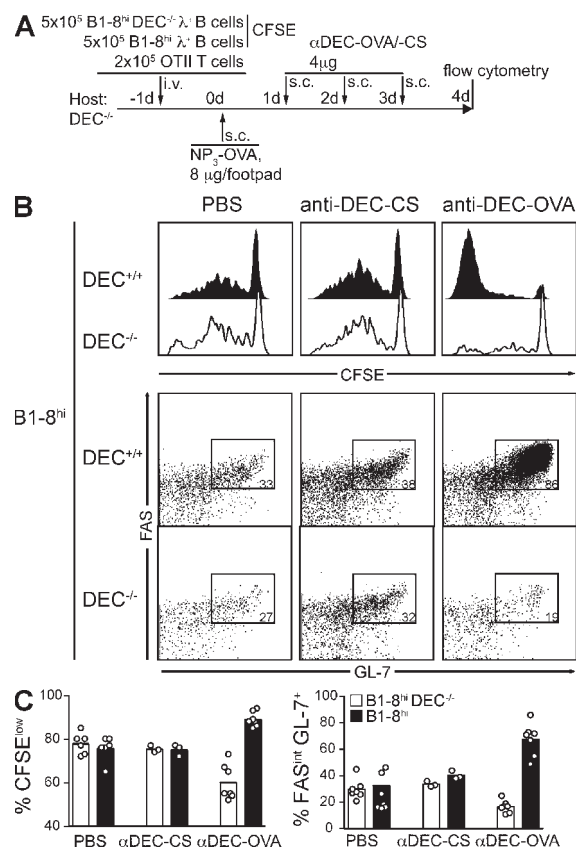 A
5x10⁵ B1-8ʰⁱ DEC⁻/⁻ λ⁺ B cells
5x10⁵ B1-8ʰⁱ λ⁺ B cells
CFSE
2x10⁵ OTII T cells
αDEC-OVA/-CS
4µg
flow cytometry
i.v.
s.c.
s.c.
s.c.
Host:
DEC⁻/⁻
-1d
0d
1d
2d
3d
4d
s.c.
NP₃-OVA,
8 µg/footpad
B
PBS
anti-DEC-CS
anti-DEC-OVA
DEC⁺/⁺
DEC⁻/⁻
CFSE
B1-8ʰⁱ
DEC⁺/⁺
33
38
86
FAS
DEC⁻/⁻
27
32
19
GL-7
C
% CFSEˡᵒʷ
100
80
60
40
PBS
αDEC-CS
αDEC-OVA
% FASⁱⁿᵗ GL-7⁺
100
80
60
40
20
0
B1-8ʰⁱ DEC⁻/⁻
B1-8ʰⁱ
PBS
αDEC-CS
αDEC-OVA